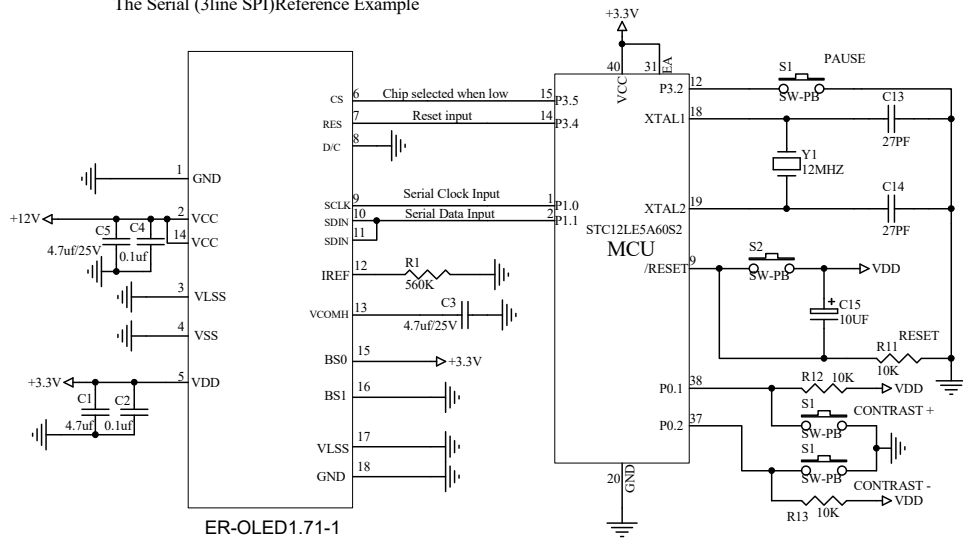 The Serial (3line SPI)Reference Example
+3.3V
40
31
VCC
EA
S1
PAUSE
12
P3.2
SW-PB
CS
6
Chip selected when low
15
P3.5
RES
7
Reset input
14
P3.4
D/C
8
18
XTAL1
C13
27PF
Y1
12MHZ
1
GND
SCLK
9
Serial Clock Input
1
P1.0
SDIN
10
Serial Data Input
2
P1.1
SDIN
11
19
XTAL2
C14
27PF
+12V
2
VCC
14
VCC
C5
C4
4.7uf/25V
0.1uf
STC12LE5A60S2
MCU
IREF
12
R1
560K
/RESET
9
S2
SW-PB
VDD
3
VLSS
VCOMH
13
C3
4.7uf/25V
+
C15
10UF
4
VSS
RESET
R11
10K
BS0
15
+3.3V
+3.3V
5
VDD
BS1
16
C1
C2
4.7uf
0.1uf
P0.1
38
R12
10K
VDD
S1
CONTRAST +
SW-PB
P0.2
37
S1
SW-PB
CONTRAST -
R13
10K
VDD
VLSS
17
GND
18
20
GND
ER-OLED1.71-1